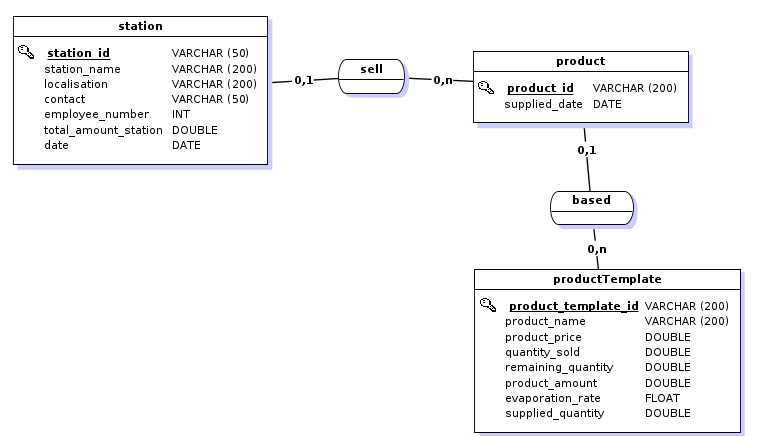 station
station_id VARCHAR (50)
station_name VARCHAR (200)
localisation VARCHAR (200)
contact VARCHAR (50)
employee_number INT
total_amount_station DOUBLE
date DATE
0,1
sell
0,n
product
product_id VARCHAR (200)
supplied_date DATE
0,1
based
0,n
productTemplate
product_template_id VARCHAR (200)
product_name VARCHAR (200)
product_price DOUBLE
quantity_sold DOUBLE
remaining_quantity DOUBLE
product_amount DOUBLE
evaporation_rate FLOAT
supplied_quantity DOUBLE